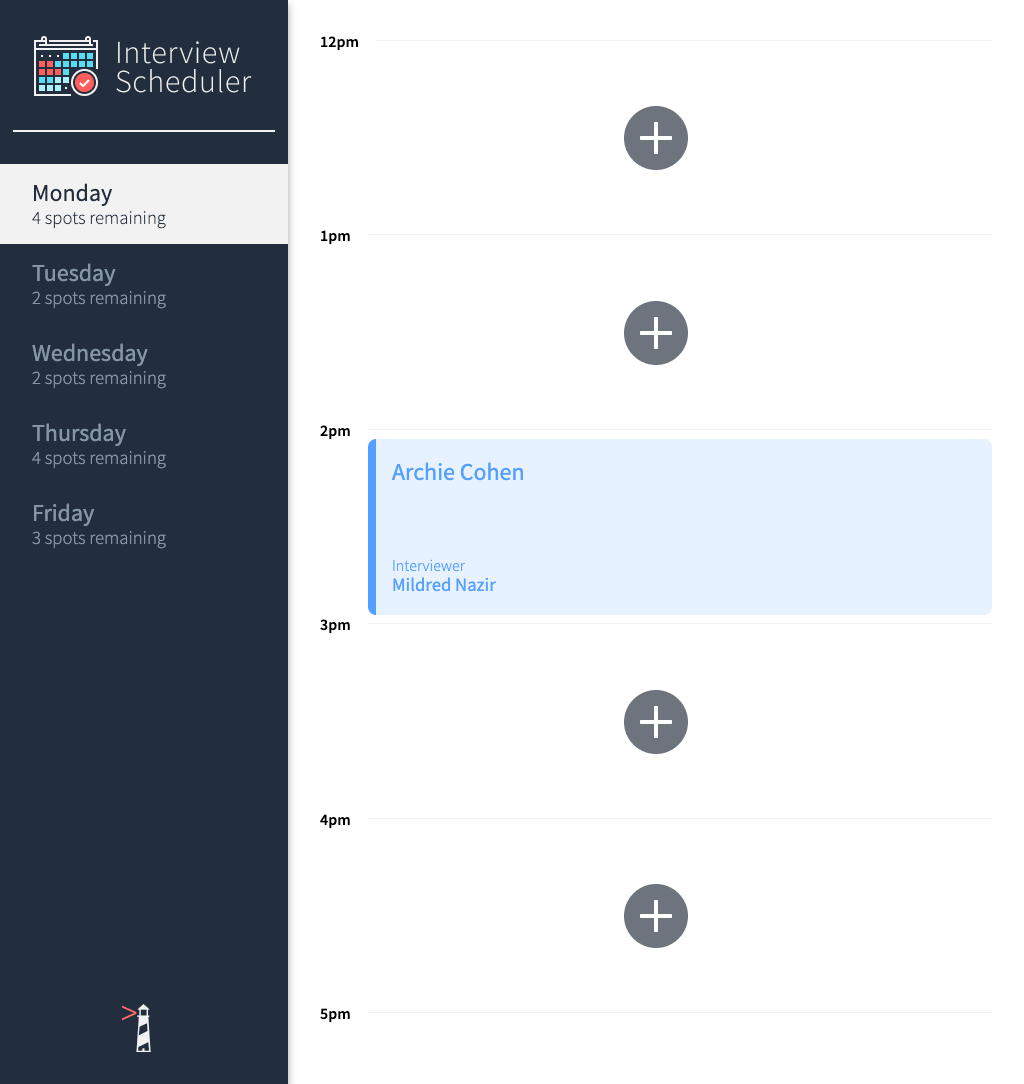 Interview
Scheduler
Monday
4 spots remaining
Tuesday
2 spots remaining
Wednesday
2 spots remaining
Thursday
4 spots remaining
Friday
3 spots remaining
12pm
1pm
2pm
Archie Cohen
Interviewer
Mildred Nazir
3pm
4pm
5pm